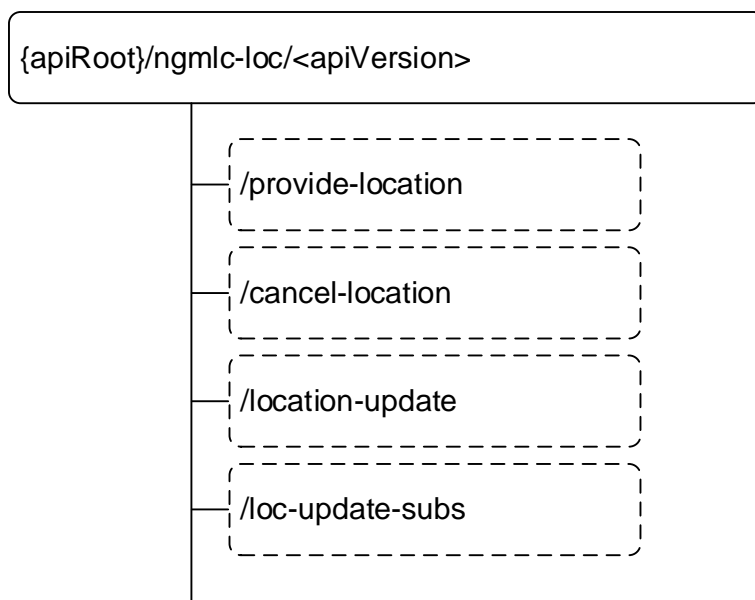 {apiRoot}/ngmlc-loc/<apiVersion>
/provide-location
/cancel-location
/location-update
/loc-update-subs